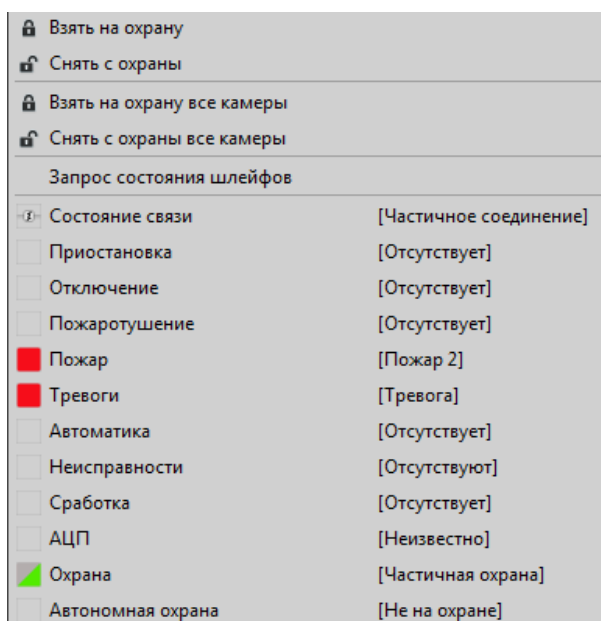 Взять на охрану
Снять с охраны
Взять на охрану все камеры
Снять с охраны все камеры
Запрос состояния шлейфов
Состояние связи [Частичное соединение]
Приостановка [Отсутствует]
Отключение [Отсутствует]
Пожаротушение [Отсутствует]
Пожар [Пожар 2]
Тревоги [Тревога]
Автоматика [Отсутствует]
Неисправности [Отсутствуют]
Сработка [Отсутствует]
АЦП [Неизвестно]
Охрана [Частичная охрана]
Автономная охрана [Не на охране]